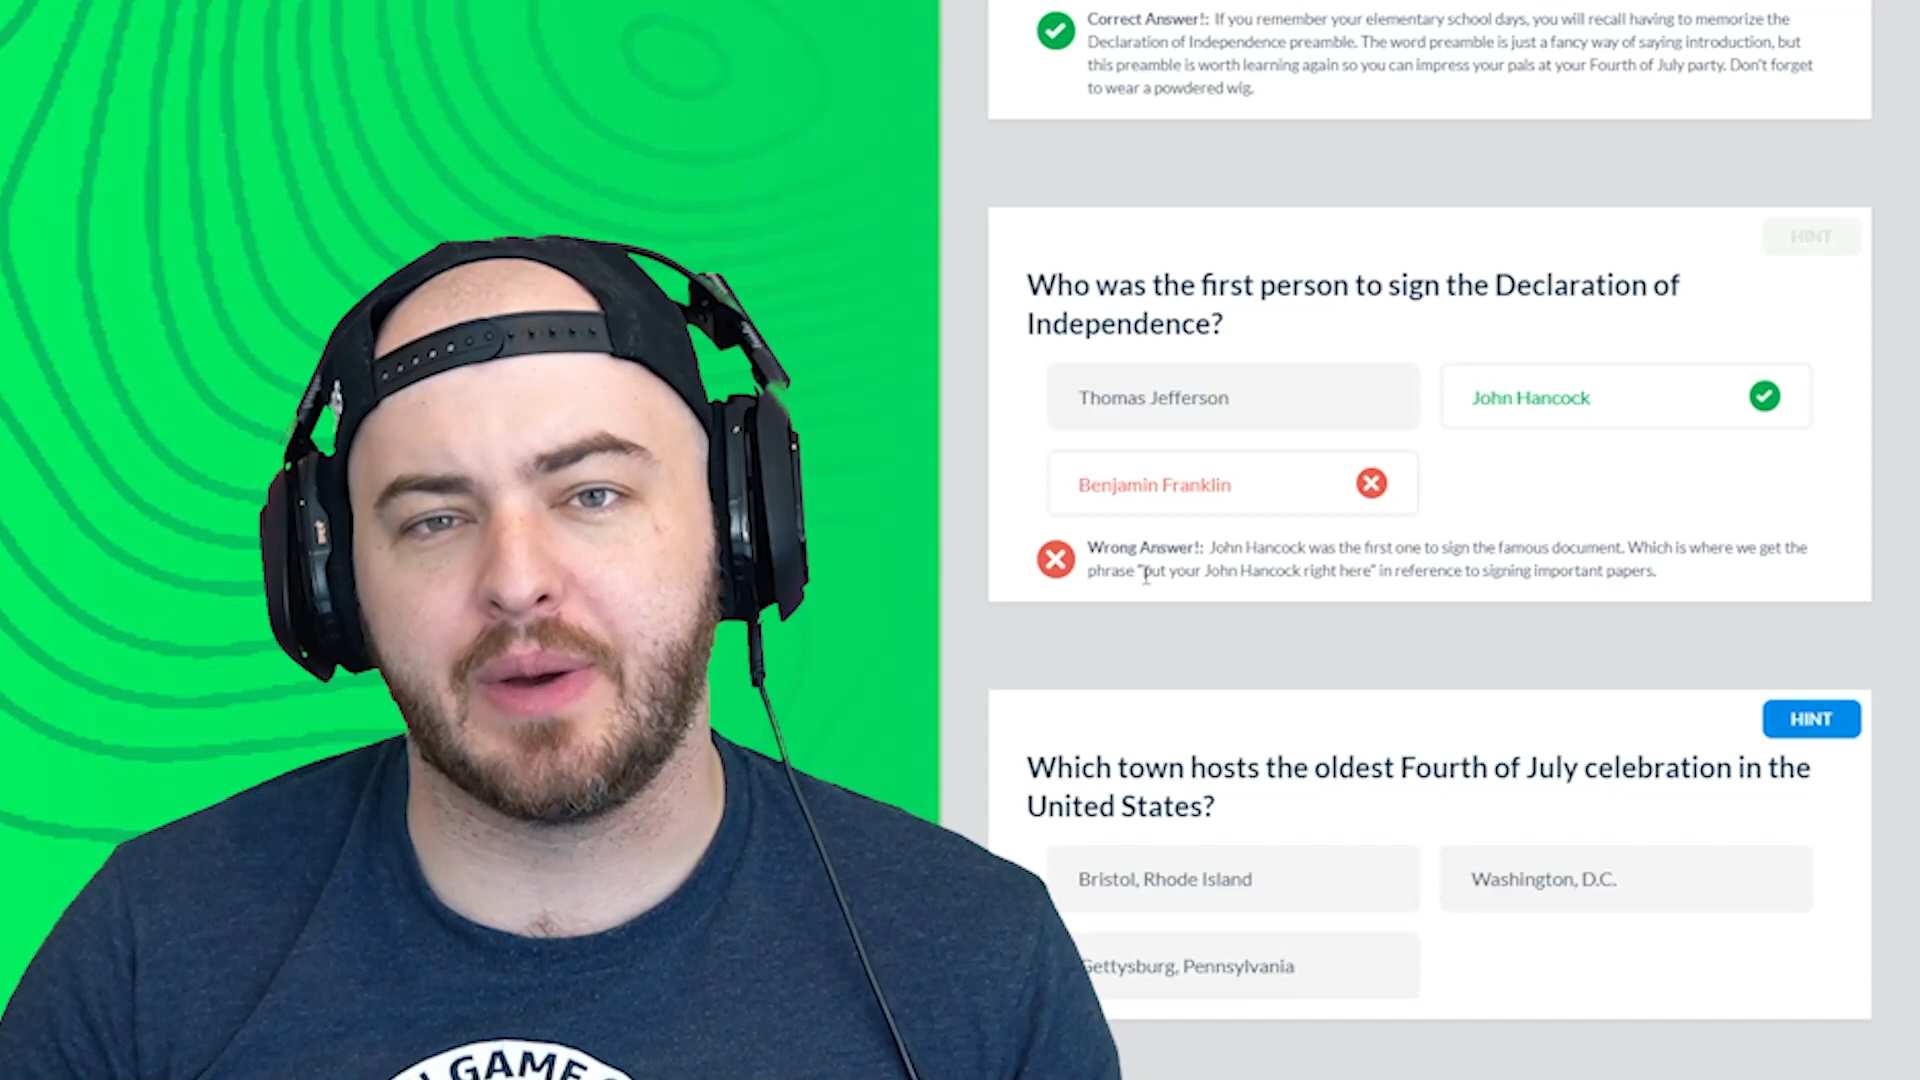 Correct Answer!: If you remember your elementary school days, you will recall having to memorize the
Declaration of Independence preamble. The word preamble is just a fancy way of saying introduction, but
this preamble is worth learning again so you can impress your pals at your Fourth of July party. Don't forget
to wear a powdered wig.
HINT
Who was the first person to sign the Declaration of
Independence?
Thomas Jefferson
John Hancock
Benjamin Franklin
Wrong Answer!: John Hancock was the first one to sign the famous document. Which is where we get the
phrase "put your John Hancock right here" in reference to signing important papers.
HINT
Which town hosts the oldest Fourth of July celebration in the
United States?
Bristol, Rhode Island
Washington, D.C.
Gettysburg, Pennsylvania
GAME